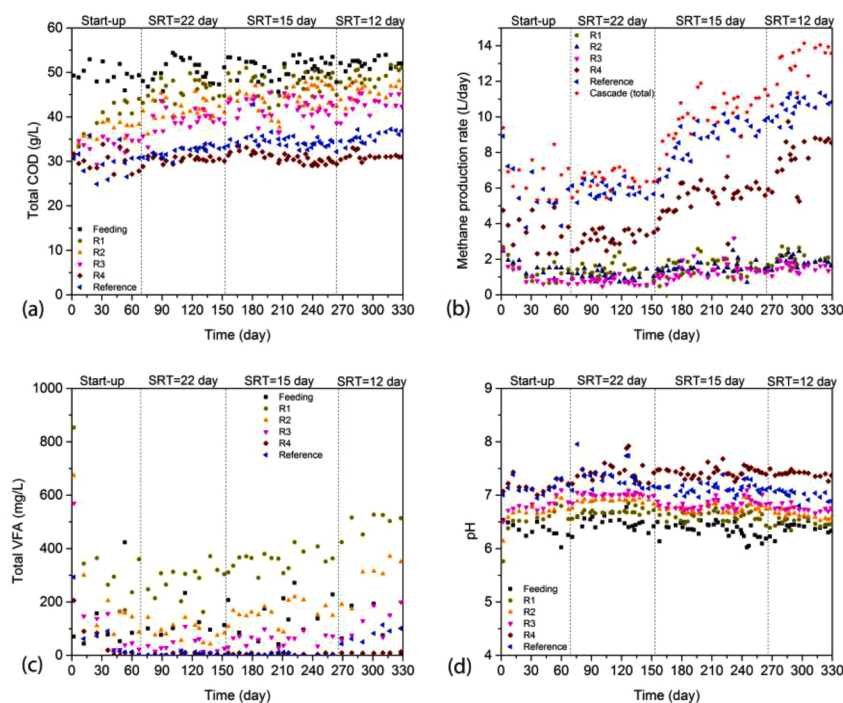 Start-up SRT=22 day SRT=15 day SRT=12 day
60
50
40
30
20
10
0
Total COD (g/L)
Feeding
R1
R2
R3
R4
Reference
0 30 60 90 120 150 180 210 240 270 300 330
(a)
Time (day)
Start-up SRT=22 day SRT=15 day SRT=12 day
14
12
10
8
6
4
2
0
Methane production rate (L/day)
R1
R2
R3
R4
Reference
Cascade (total)
0 30 60 90 120 150 180 210 240 270 300 330
(b)
Time (day)
Start-up SRT=22 day SRT=15 day SRT=12 day
1000
800
600
400
200
0
Total VFA (mg/L)
Feeding
R1
R2
R3
R4
Reference
0 30 60 90 120 150 180 210 240 270 300 330
(c)
Time (day)
Start-up SRT=22 day SRT=15 day SRT=12 day
9
8
7
6
5
4
pH
Feeding
R1
R2
R3
R4
Reference
0 30 60 90 120 150 180 210 240 270 300 330
(d)
Time (day)